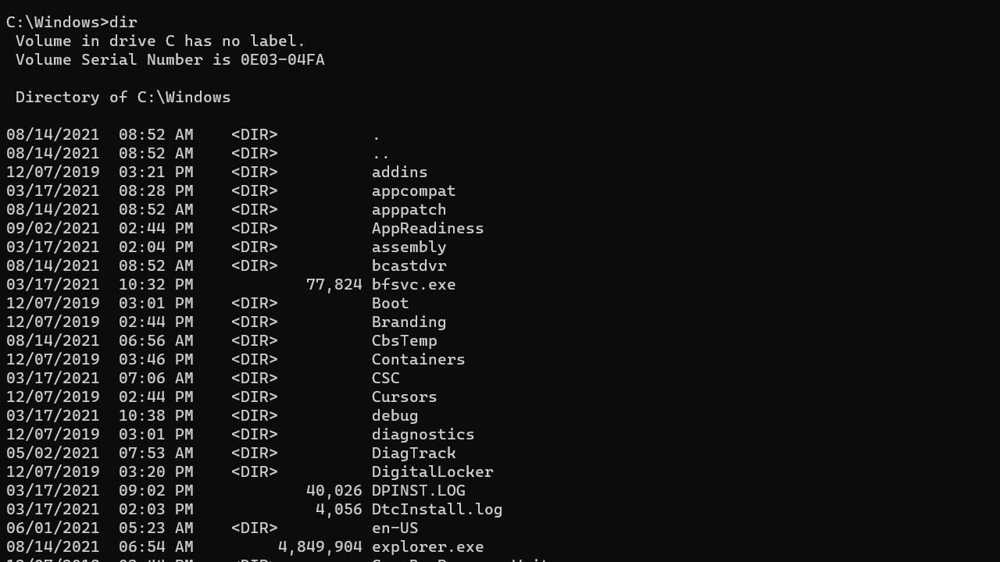 C:\Windows>dir
 Volume in drive C has no label.
 Volume Serial Number is 0E03-04FA

 Directory of C:\Windows

08/14/2021  08:52 AM    <DIR>          .
08/14/2021  08:52 AM    <DIR>          ..
12/07/2019  03:21 PM    <DIR>          addins
03/17/2021  08:28 PM    <DIR>          appcompat
08/14/2021  08:52 AM    <DIR>          apppatch
09/02/2021  02:44 PM    <DIR>          AppReadiness
03/17/2021  02:04 PM    <DIR>          assembly
08/14/2021  08:52 AM    <DIR>          bcastdvr
03/17/2021  10:32 PM            77,824 bfsvc.exe
12/07/2019  03:01 PM    <DIR>          Boot
12/07/2019  02:44 PM    <DIR>          Branding
08/14/2021  06:56 AM    <DIR>          CbsTemp
12/07/2019  03:46 PM    <DIR>          Containers
03/17/2021  07:06 AM    <DIR>          CSC
12/07/2019  02:44 PM    <DIR>          Cursors
03/17/2021  10:38 PM    <DIR>          debug
12/07/2019  03:01 PM    <DIR>          diagnostics
05/02/2021  07:53 AM    <DIR>          DiagTrack
12/07/2019  03:20 PM    <DIR>          DigitalLocker
03/17/2021  09:02 PM            40,026 DPINST.LOG
03/17/2021  02:03 PM             4,056 DtcInstall.log
06/01/2021  05:23 AM    <DIR>          en-US
08/14/2021  06:54 AM         4,849,904 explorer.exe